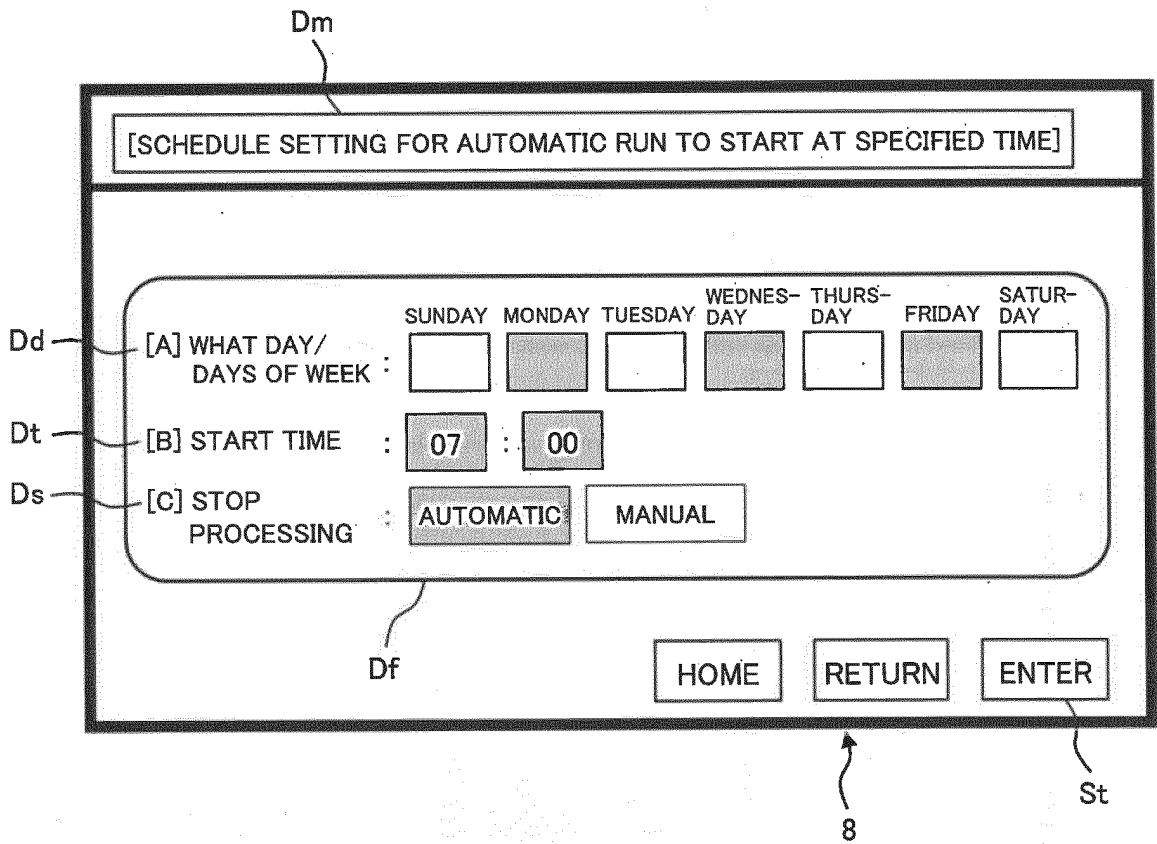 Dm
[SCHEDULE SETTING FOR AUTOMATIC RUN TO START AT SPECIFIED TIME]
SUNDAY MONDAY TUESDAY WEDNES-DAY THURS-DAY FRIDAY SATUR-DAY
Dd [A] WHAT DAY/
DAYS OF WEEK :
Dt [B] START TIME : 07 : 00
Ds [C] STOP
PROCESSING : AUTOMATIC MANUAL
Df
HOME RETURN ENTER
St
8